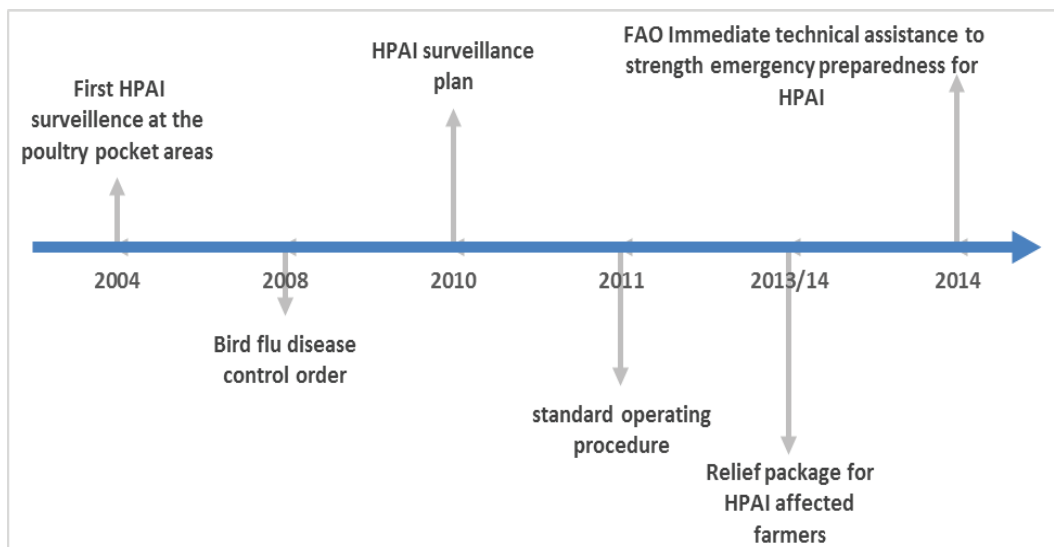 First HPAI
surveillence at the
poultry pocket areas
HPAI surveillance
plan
FAO Immediate technical assistance to
strength emergency preparedness for
HPAI
2004
2008
2010
2011
2013/14
2014
Bird flu disease
control order
standard operating
procedure
Relief package for
HPAI affected
farmers